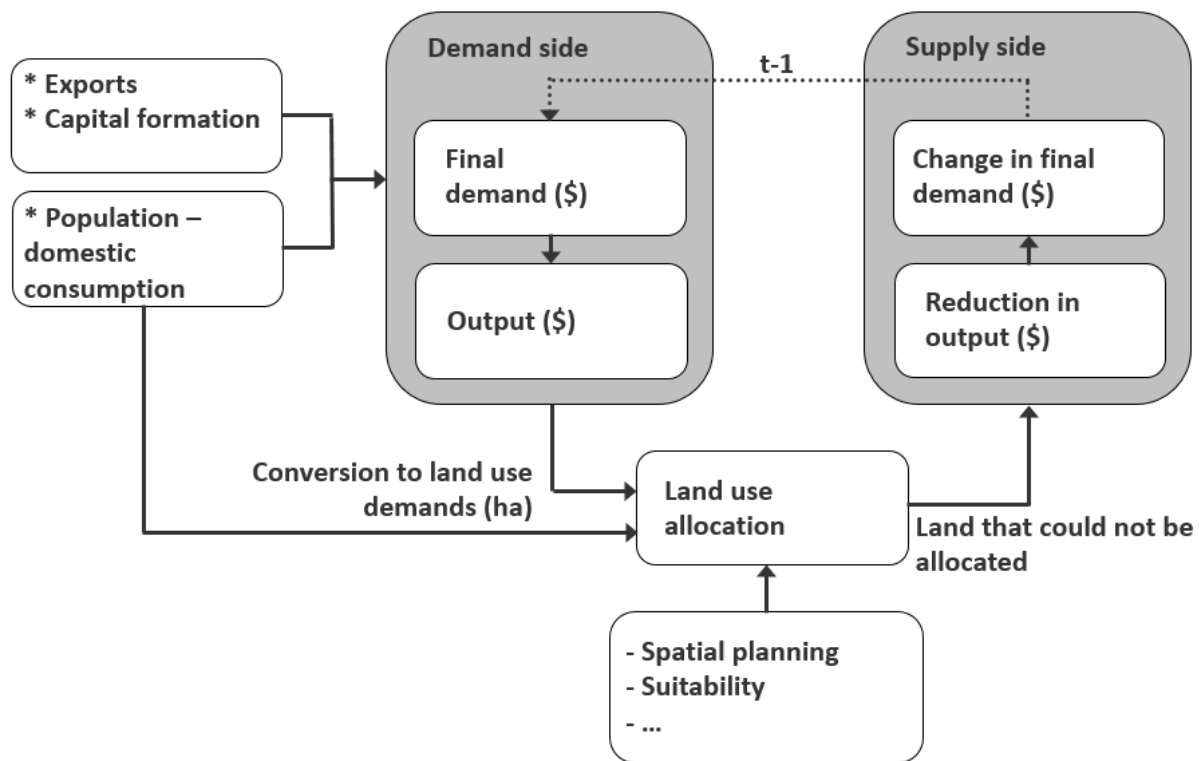 * Exports
* Capital formation
* Population –
domestic
consumption
Demand side
Final
demand ($)
Output ($)
t-1
Supply side
Change in final
demand ($)
Reduction in
output ($)
Conversion to land use
demands (ha)
Land use
allocation
Land that could not be
allocated
- Spatial planning
- Suitability
- ...